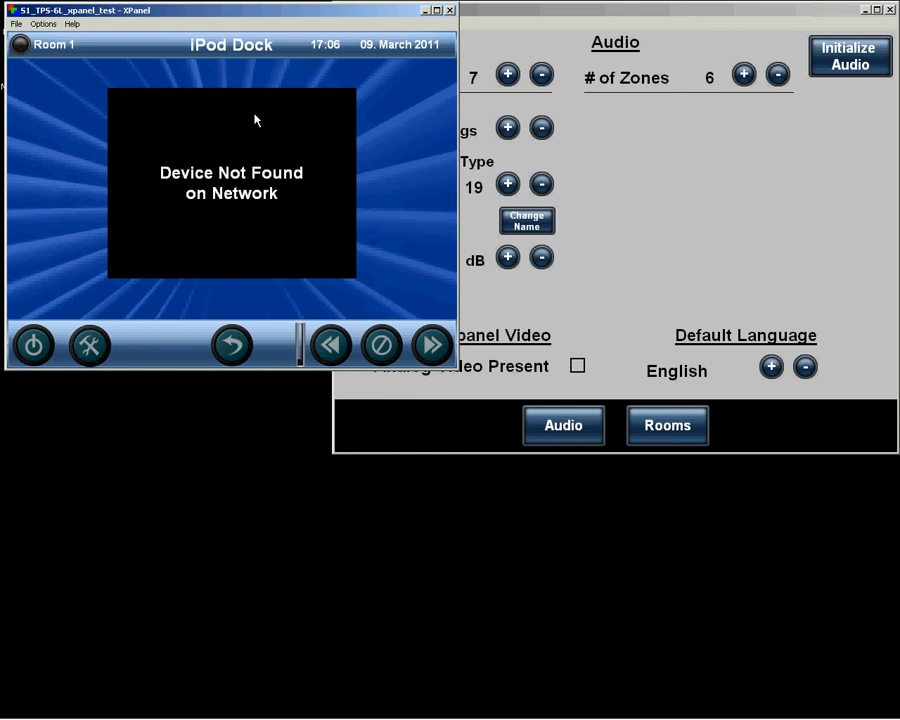 S1_TPS-6L_xpanel_test - XPanel
File Options Help
Room 1 iPod Dock 17:06 09. March 2011
Device Not Found
on Network
Audio
Initialize
Audio
7 + - # of Zones 6 + -
gs + -
Type
19 + -
Change
Name
dB + -
panel Video Default Language
Video Present English + -
Audio Rooms